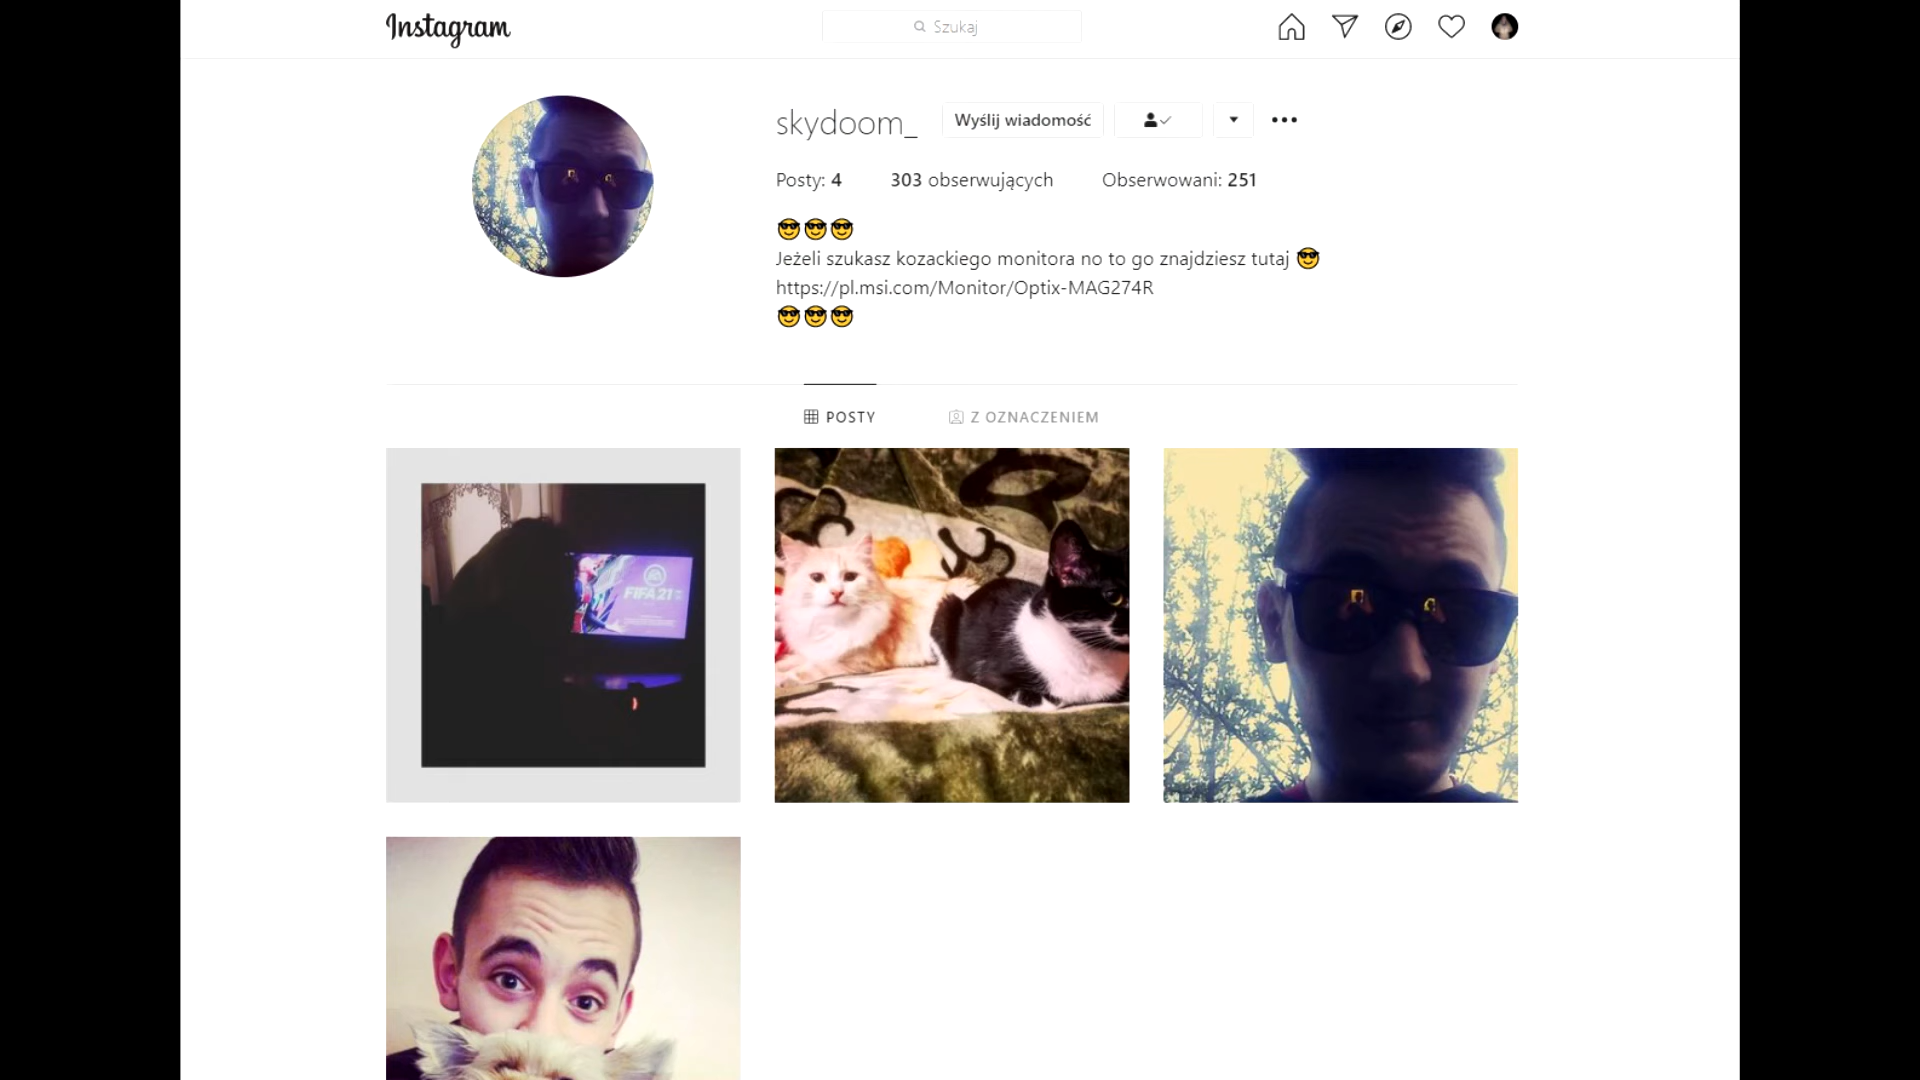 Instagram
Szukaj
skydoom_ Wyślij wiadomość
Posty: 4 303 obserwujących Obserwowani: 251
😎😎😎
Jeżeli szukasz kozackiego monitora no to go znajdziesz tutaj 😎
https://pl.msi.com/Monitor/Optix-MAG274R
😎😎😎
POSTY Z OZNACZENIEM
FIFA 21